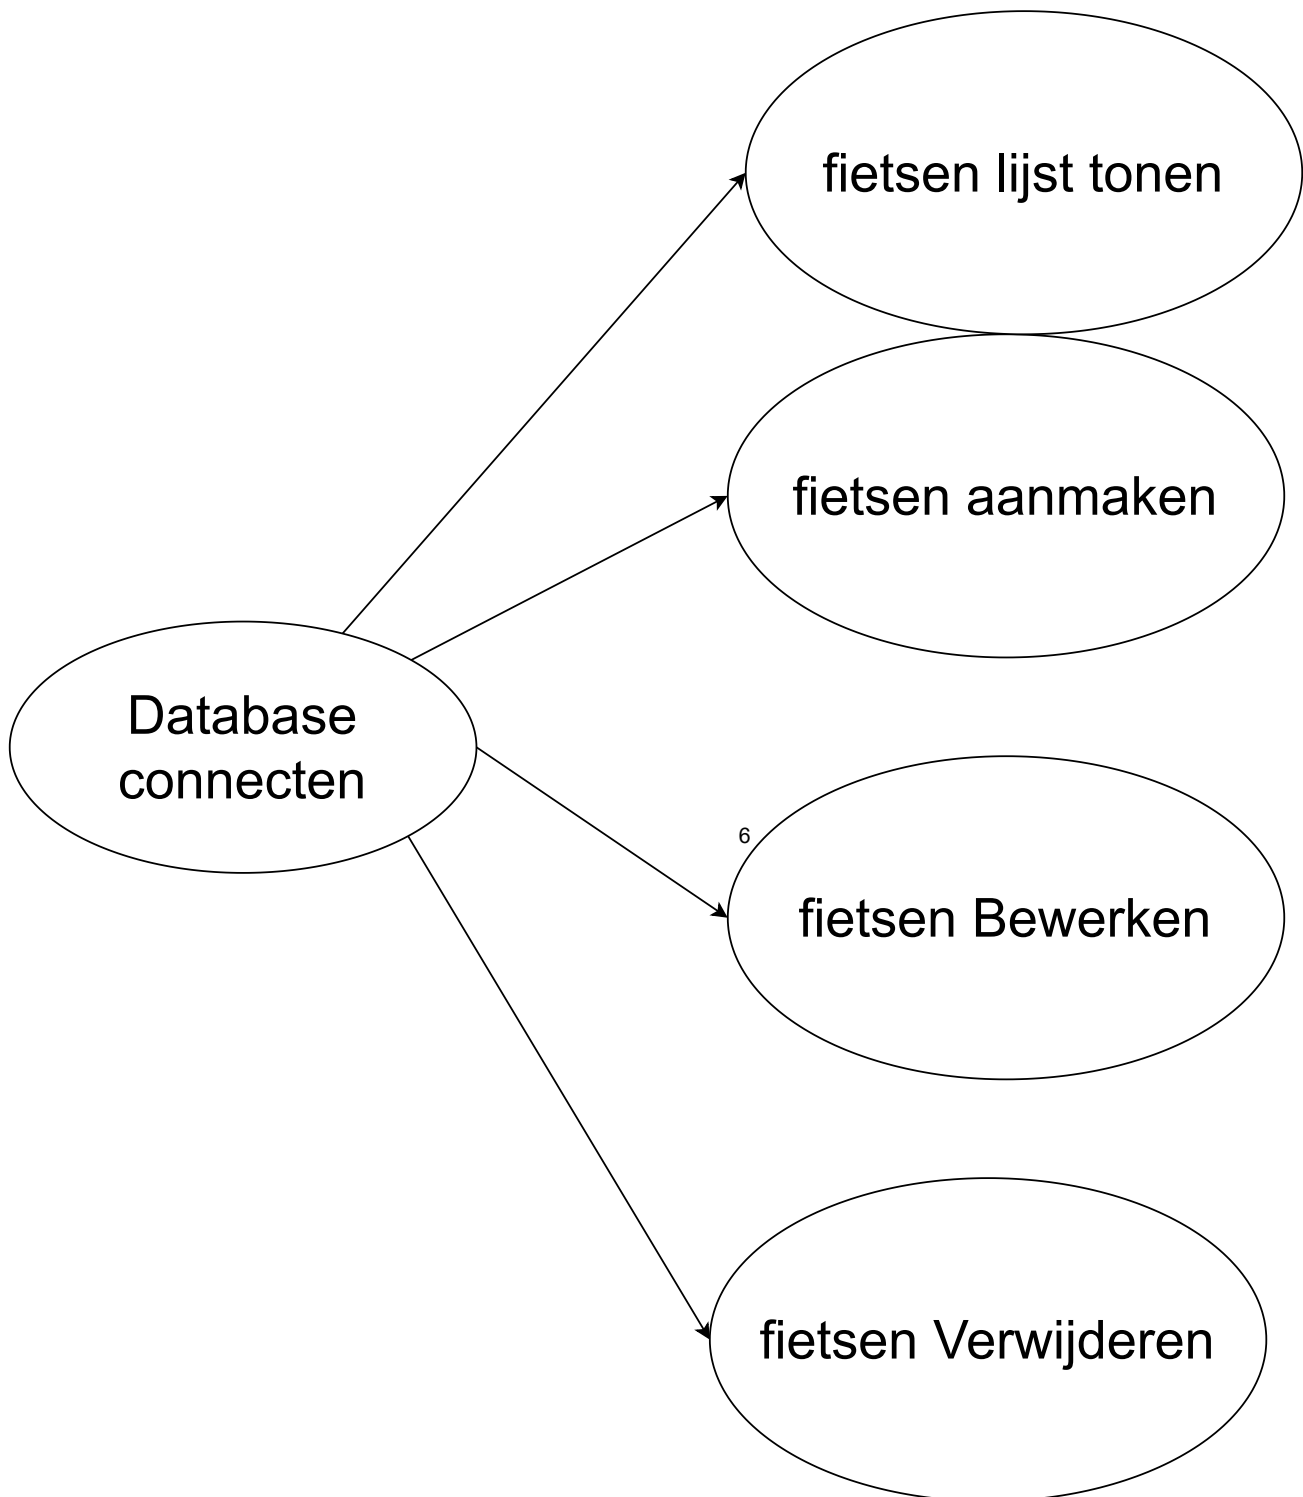 fietsen lijst tonen
fietsen aanmaken
Database
connecten
6
fietsen Bewerken
fietsen Verwijderen